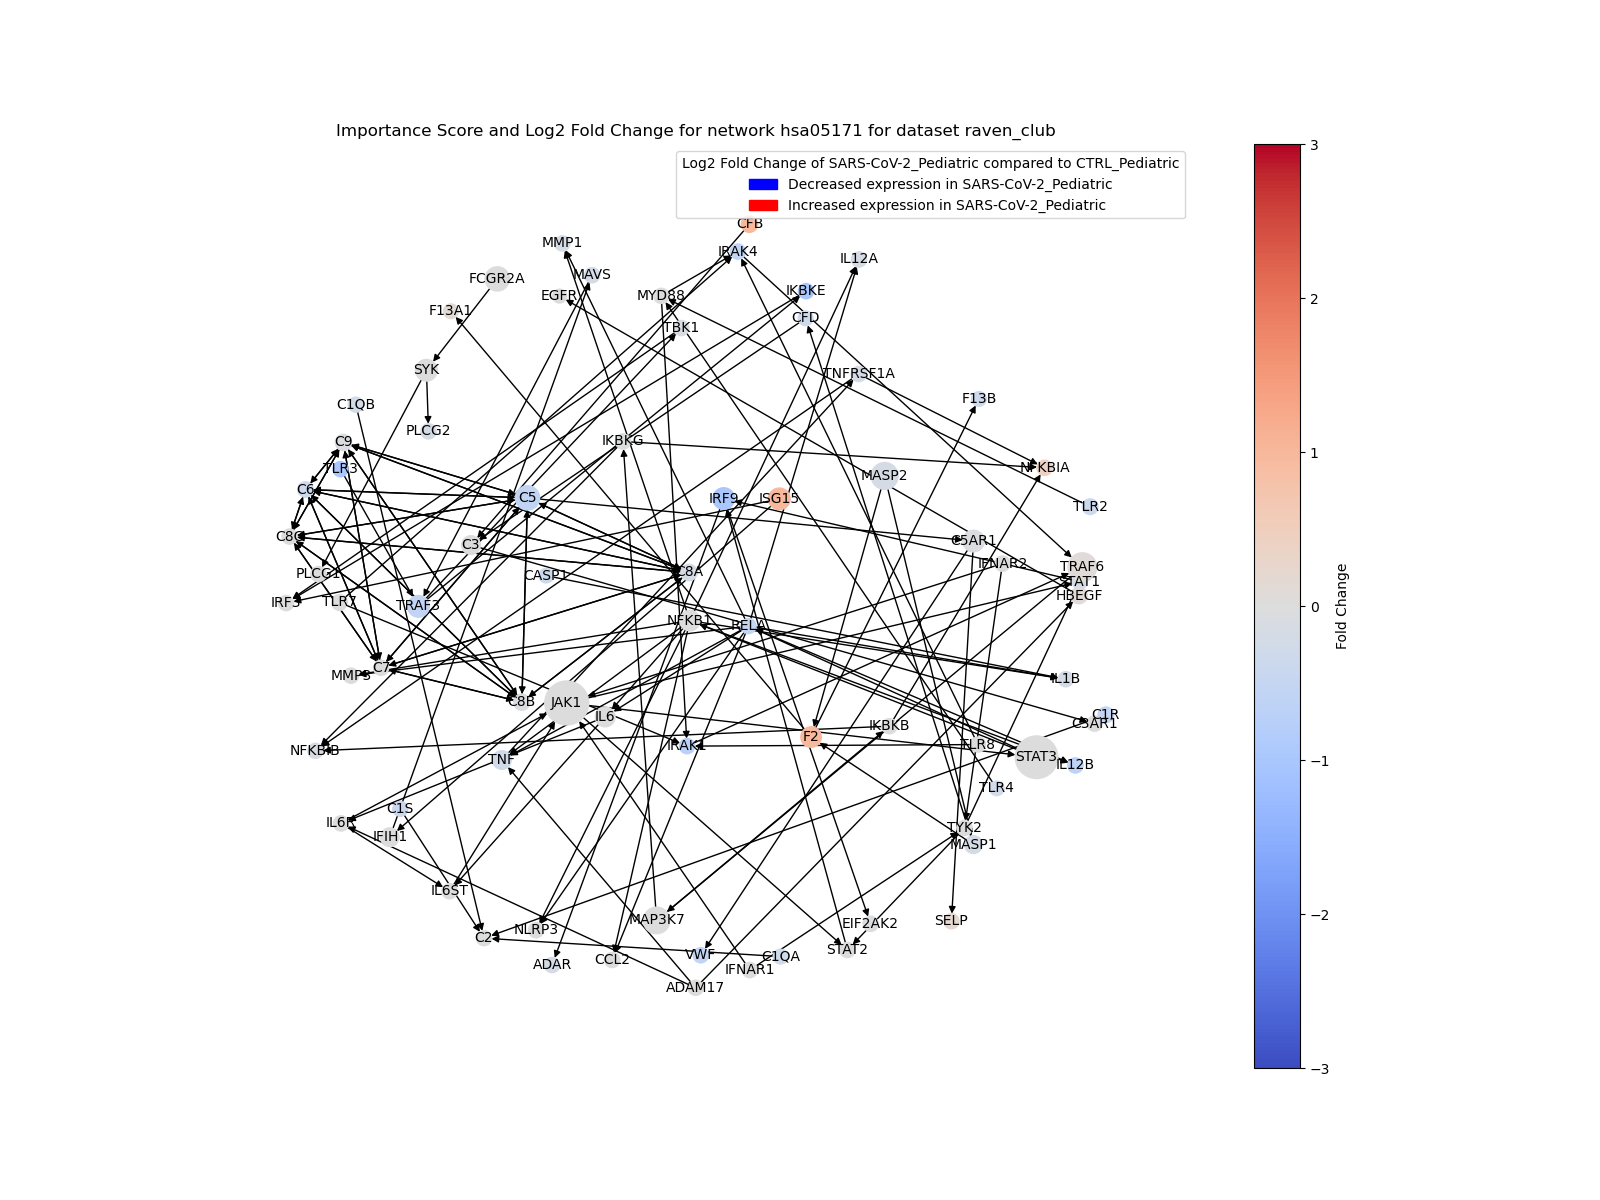 Importance Score and Log2 Fold Change for network hsa05171 for dataset raven_club
Log2 Fold Change of SARS-CoV-2_Pediatric compared to CTRL_Pediatric
Decreased expression in SARS-CoV-2_Pediatric
Increased expression in SARS-CoV-2_Pediatric
CFB
MMP1
IRAK4
IL12A
FCGR2A
MAVS
EGFR
MYD88
IKBKE
F13A1
CFD
TBK1
SYK
TNFRSF1A
C1QB
F13B
PLCG2
C9
IKBKG
TLR3
NFKBIA
MASP2
C6
C5
IRF9
ISG15
TLR2
C8G
C3
C5AR1
IFNAR2
TRAF6
PLCG1
CASP1
C8A
STAT1
HBEGF
IRF3
TLR7
TRAF3
NFKB1
RELA
C7
MMP3
IL1B
C8B
JAK1
IL6
C1R
C3AR1
IKBKB
F2
NFKBIB
IRAK1
TLR8
TNF
STAT3
IL12B
TLR4
C1S
IL6R
IFIH1
TYK2
MASP1
IL6ST
MAP3K7
EIF2AK2
SELP
C2
NLRP3
STAT2
ADAR
CCL2
VWF
C1QA
IFNAR1
ADAM17
3
2
1
0
−1
−2
−3
Fold Change